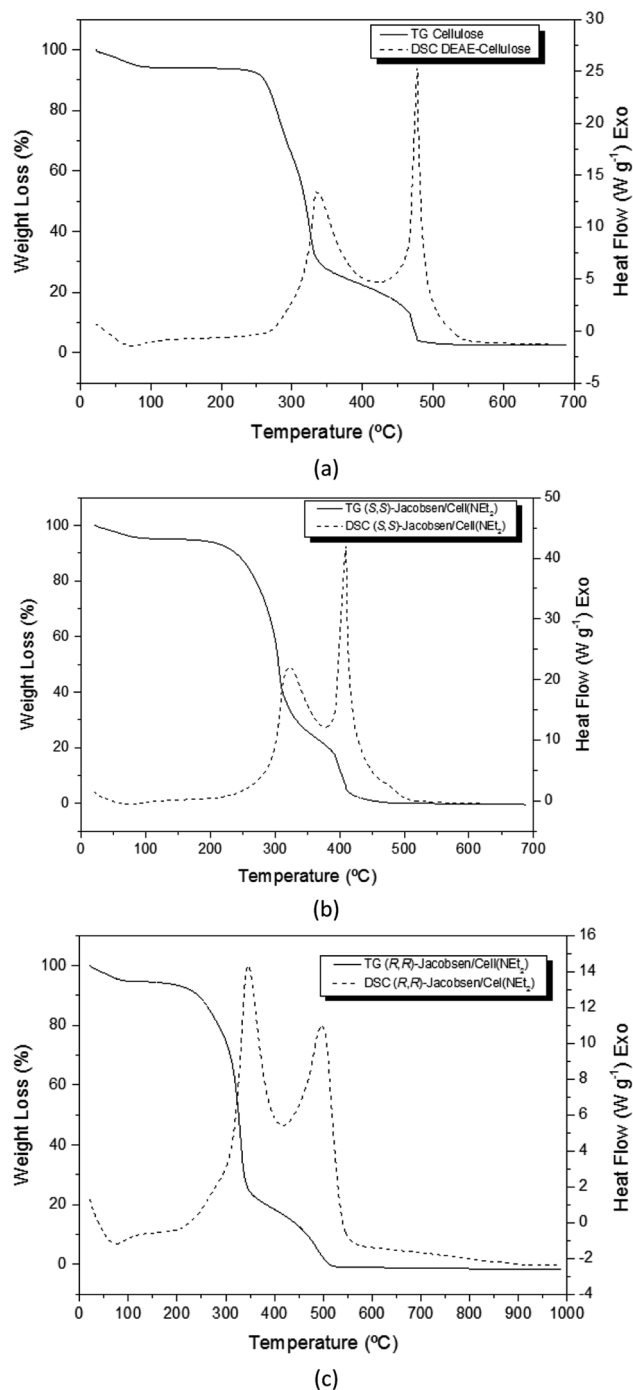 TG Cellulose
DSC DEAE-Cellulose
Weight Loss (%)
100
80
60
40
20
0
Heat Flow (W g⁻¹) Exo
30
25
20
15
10
5
0
-5
0 100 200 300 400 500 600 700
Temperature (ºC)
(a)
TG (S,S)-Jacobsen/Cell(NEt₂)
DSC (S,S)-Jacobsen/Cell(NEt₂)
Weight Loss (%)
100
80
60
40
20
0
Heat Flow (W g⁻¹) Exo
50
40
30
20
10
0
0 100 200 300 400 500 600 700
Temperature (ºC)
(b)
TG (R,R)-Jacobsen/Cell(NEt₂)
DSC (R,R)-Jacobsen/Cel(NEt₂)
Weight Loss (%)
100
80
60
40
20
0
Heat Flow (W g⁻¹) Exo
16
14
12
10
8
6
4
2
0
-2
-4
0 100 200 300 400 500 600 700 800 900 1000
Temperature (ºC)
(c)